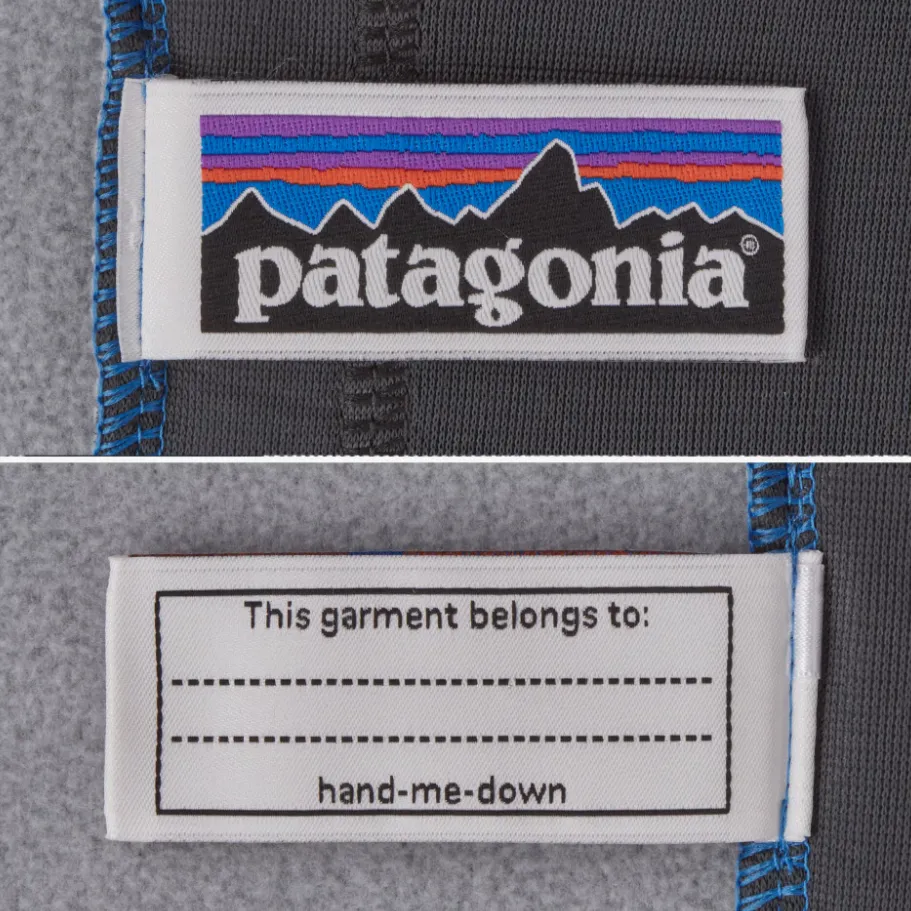 patagonia®
This garment belongs to:
hand-me-down